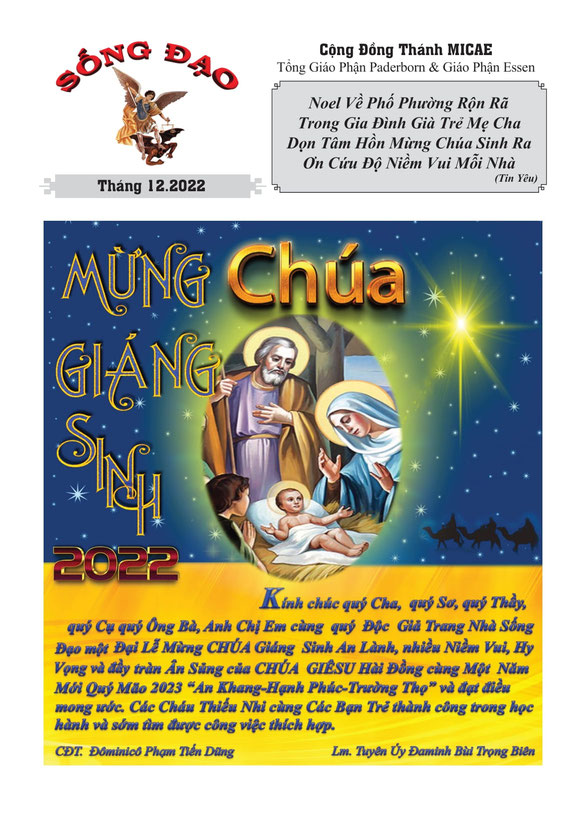 SỐNG ĐẠO
Tháng 12.2022
Cộng Đồng Thánh MICAE
Tổng Giáo Phận Paderborn & Giáo Phận Essen
Noel Về Phố Phường Rộn Rã
Trong Gia Đình Già Trẻ Mẹ Cha
Dọn Tâm Hồn Mừng Chúa Sinh Ra
Ơn Cứu Độ Niềm Vui Mỗi Nhà
(Tin Yêu)
MỪNG Chúa
GIÁNG
SINH
2022
Kính chúc quý Cha, quý Sơ, quý Thầy,
quý Cụ quý Ông Bà, Anh Chị Em cùng quý Độc Giả Trang Nhà Sống
Đạo một Đại Lễ Mừng CHÚA Giáng Sinh An Lành, nhiều Niềm Vui, Hy
Vọng và đầy tràn Ân Sủng của CHÚA GIÊSU Hài Đồng cùng Một Năm
Mới Quý Mão 2023 “An Khang-Hạnh Phúc-Trường Thọ” và đạt điều
mong ước. Các Cháu Thiếu Nhi cùng Các Bạn Trẻ thành công trong học
hành và sớm tìm được công việc thích hợp.
CĐT. Đôminicô Phạm Tiến Dũng Lm. Tuyên Úy Đaminh Bùi Trọng Biên